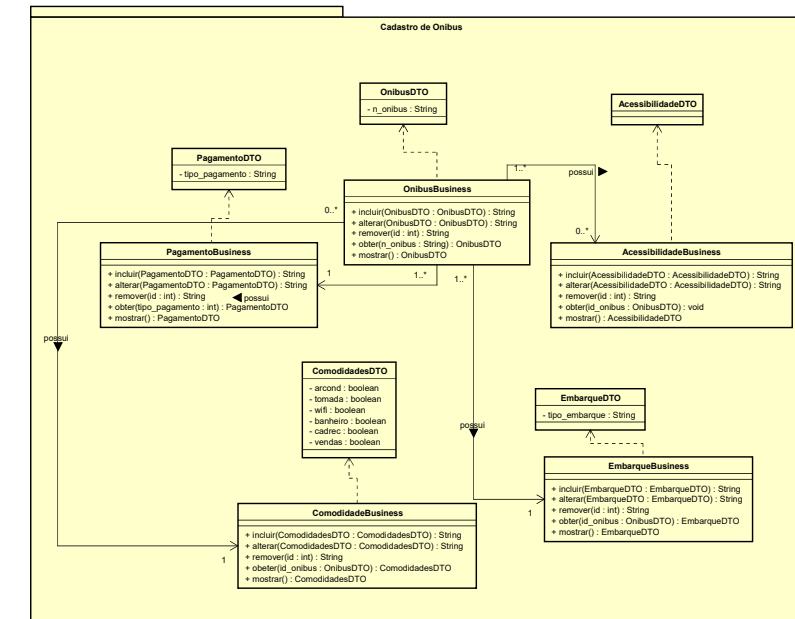 Cadastro de Onibus
OnibusDTO
- n_onibus : String
AcessibilidadeDTO
PagamentoDTO
- tipo_pagamento : String
1..*
possui
OnibusBusiness
+ incluir(OnibusDTO : OnibusDTO) : String
+ alterar(OnibusDTO : OnibusDTO) : String
+ remover(id : int) : String
+ obter(n_onibus : String) : OnibusDTO
+ mostrar() : OnibusDTO
0..*
0..*
PagamentoBusiness
+ incluir(PagamentoDTO : PagamentoDTO) : String
+ alterar(PagamentoDTO : PagamentoDTO) : String
+ remover(id : int) : String
+ obter(tipo_pagamento : int) : PagamentoDTO
+ mostrar() : PagamentoDTO
possui
1
1..*
1..*
AcessibilidadeBusiness
+ incluir(AcessibilidadeDTO : AcessibilidadeDTO) : String
+ alterar(AcessibilidadeDTO : AcessibilidadeDTO) : String
+ remover(id : int) : String
+ obter(id_onibus : OnibusDTO) : void
+ mostrar() : AcessibilidadeDTO
possui
ComodidadesDTO
- arcond : boolean
- tomada : boolean
- wifi : boolean
- banheiro : boolean
- cadrec : boolean
- vendas : boolean
EmbarqueDTO
- tipo_embarque : String
possui
EmbarqueBusiness
+ incluir(EmbarqueDTO : EmbarqueDTO) : String
+ alterar(EmbarqueDTO : EmbarqueDTO) : String
+ remover(id : int) : String
+ obter(id_onibus : OnibusDTO) : EmbarqueDTO
+ mostrar() : EmbarqueDTO
1
ComodidadeBusiness
+ incluir(ComodidadesDTO : ComodidadesDTO) : String
+ alterar(ComodidadesDTO : ComodidadesDTO) : String
+ remover(id : int) : String
+ obeter(id_onibus : OnibusDTO) : ComodidadesDTO
+ mostrar() : ComodidadesDTO
1